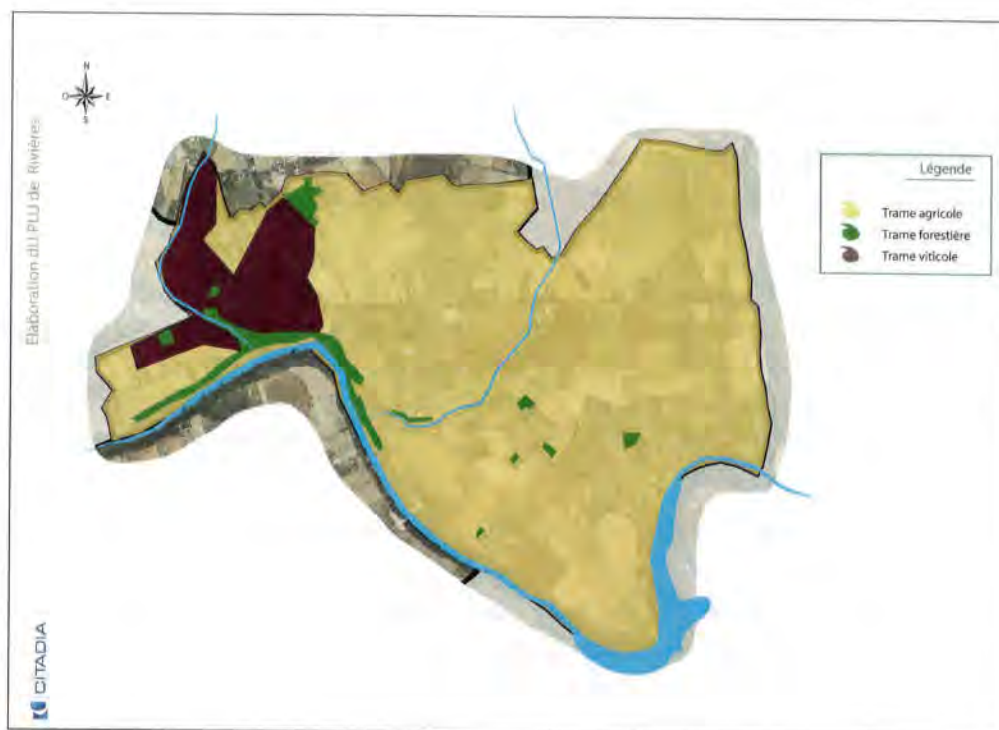 Elaboration dU PLU de Rivières
N
O
E
S
Légende
Trame agricole
Trame forestière
Trame viticole
CITADIA